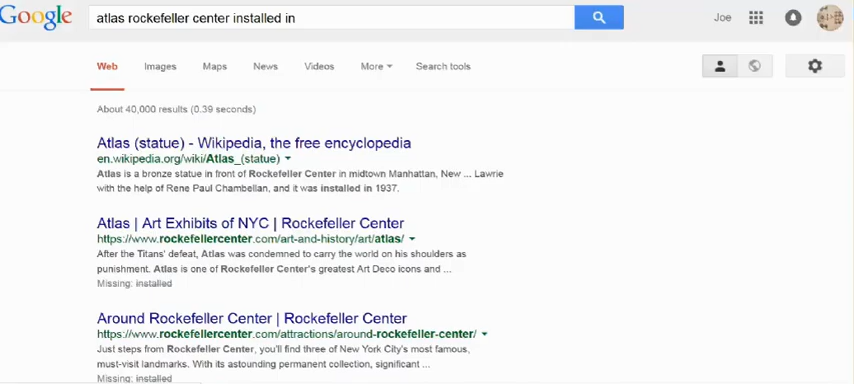 Google atlas rockefeller center installed in Joe
Web Images Maps News Videos More Search tools
About 40,000 results (0.39 seconds)
Atlas (statue) - Wikipedia, the free encyclopedia
en.wikipedia.org/wiki/Atlas_(statue)
Atlas is a bronze statue in front of Rockefeller Center in midtown Manhattan, New ... Lawrie
with the help of Rene Paul Chambellan, and it was installed in 1937.
Atlas | Art Exhibits of NYC | Rockefeller Center
https://www.rockefellercenter.com/art-and-history/art/atlas/
After the Titans' defeat, Atlas was condemned to carry the world on his shoulders as
punishment. Atlas is one of Rockefeller Center's greatest Art Deco icons and ...
Missing: installed
Around Rockefeller Center | Rockefeller Center
https://www.rockefellercenter.com/attractions/around-rockefeller-center/
Just steps from Rockefeller Center, you'll find three of New York City's most famous,
must-visit landmarks. With its astounding permanent collection, significant ...
Missing: installed